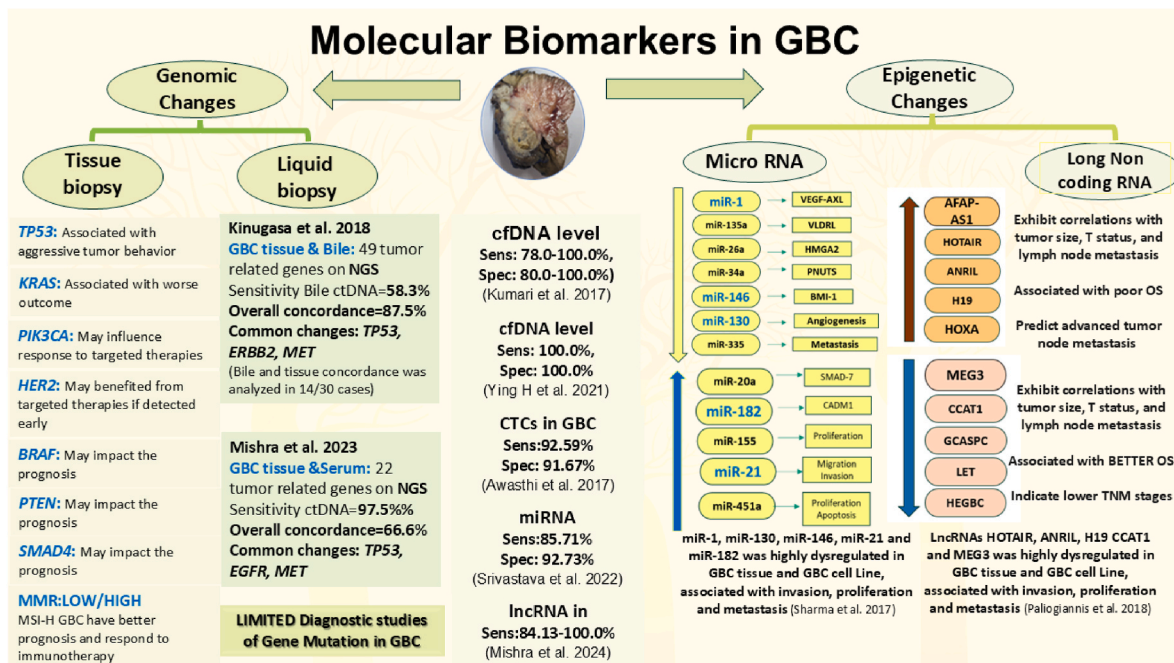 Molecular Biomarkers in GBC
Genomic
Changes
Tissue
biopsy
Liquid
biopsy
TP53: Associated with
aggressive tumor behavior
KRAS: Associated with worse
outcome
PIK3CA: May influence
response to targeted therapies
HER2: May benefited from
targeted therapies if detected
early
BRAF: May impact the
prognosis
PTEN: May impact the
prognosis
SMAD4: May impact the
prognosis
MMR:LOW/HIGH
MSI-H GBC have better
prognosis and respond to
immunotherapy
Kinugasa et al. 2018
GBC tissue & Bile: 49 tumor
related genes on NGS
Sensitivity Bile ctDNA=58.3%
Overall concordance=87.5%
Common changes: TP53,
ERBB2, MET
(Bile and tissue concordance was
analyzed in 14/30 cases)
Mishra et al. 2023
GBC tissue &Serum: 22
tumor related genes on NGS
Sensitivity ctDNA=97.5%%
Overall concordance=66.6%
Common changes: TP53,
EGFR, MET
LIMITED Diagnostic studies
of Gene Mutation in GBC
cfDNA level
Sens: 78.0-100.0%,
Spec: 80.0-100.0%)
(Kumari et al. 2017)
cfDNA level
Sens: 100.0%,
Spec: 100.0%
(Ying H et al 2021)
CTCs in GBC
Sens:92.59%
Spec: 91.67%
(Awasthi et al. 2017)
miRNA
Sens:85.71%
Spec: 92.73%
(Srivastava et al. 2022)
lncRNA in
Sens:84.13-100.0%
(Mishra et al. 2024)
Epigenetic
Changes
Micro RNA
miR-1 VEGF-AXL
miR-135a VLDRL
miR-26a HMGA2
miR-34a PNUTS
miR-146 BMI-1
miR-130 Angiogenesis
miR-335 Metastasis
miR-20a SMAD-7
miR-182 CADM1
miR-155 Proliferation
miR-21 Migration
Invasion
miR-451a Proliferation
Apoptosis
miR-1, miR-130, miR-146, miR-21 and
miR-182 was highly dysregulated in
GBC tissue and GBC cell Line,
associated with invasion, proliferation
and metastasis (Sharma et al. 2017)
Long Non
coding RNA
AFAP-
AS1
HOTAIR
ANRIL
H19
HOXA
Exhibit correlations with
tumor size, T status, and
lymph node metastasis
Associated with poor OS
Predict advanced tumor
node metastasis
MEG3
CCAT1
GCASPC
LET
HEGBC
Exhibit correlations with
tumor size, T status, and
lymph node metastasis
Associated with BETTER OS
Indicate lower TNM stages
LncRNAs HOTAIR, ANRIL, H19 CCAT1
and MEG3 was highly dysregulated in
GBC tissue and GBC cell Line,
associated with invasion, proliferation
and metastasis (Paliogiannis et al. 2018)